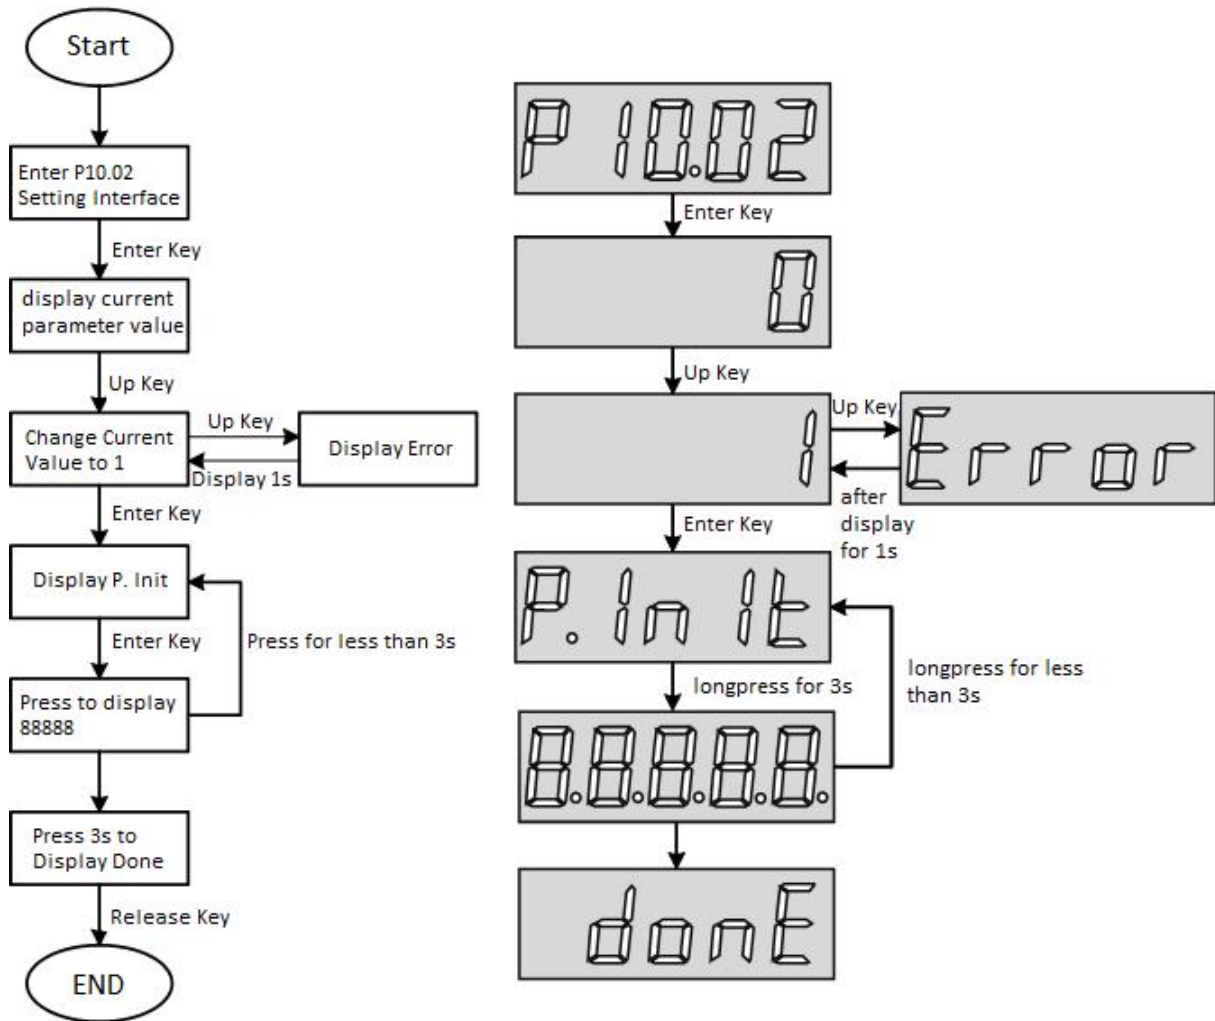 Start
Enter P10.02
Setting Interface
Enter Key
display current
parameter value
Up Key
Change Current
Value to 1
Up Key
Display 1s
Display Error
Enter Key
Display P. Init
Enter Key
Press for less than 3s
Press to display
88888
Press 3s to
Display Done
Release Key
END
P10.02
Enter Key
0
Up Key
1
Up Key
Error
after
display
for 1s
Enter Key
P.InIt
longpress for 3s
longpress for less
than 3s
8.8.8.8.8.
donE